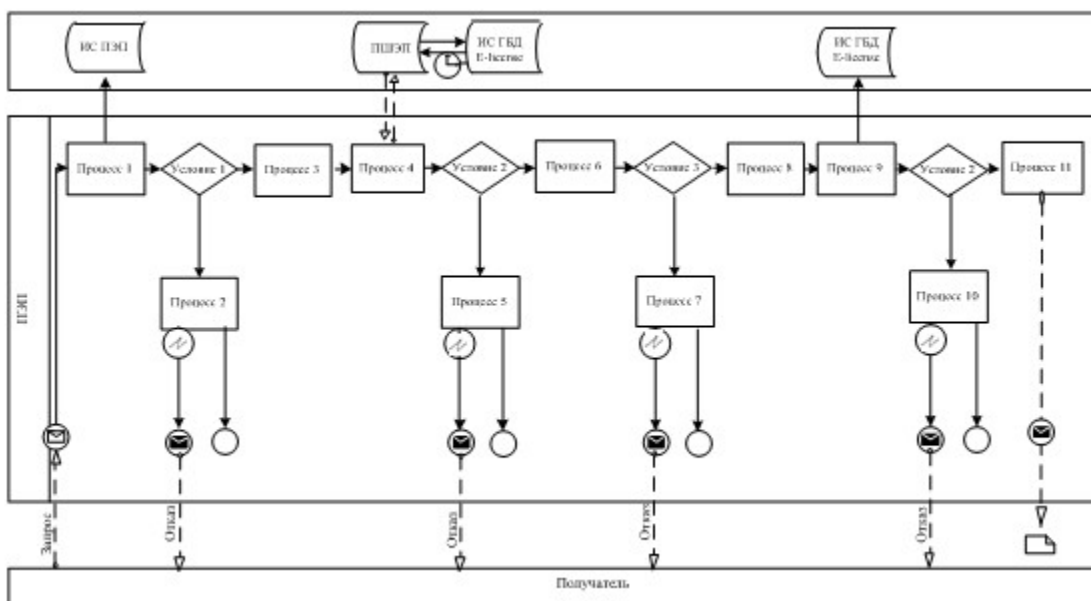 ИС ПЭП
ПШЭП
ИС ГБД
E-license
ИС ГБД
E-license
Процесс 1
Условие 1
Процесс 3
Процесс 4
Условие 2
Процесс 6
Условие 3
Процесс 8
Процесс 9
Условие 2
Процесс 11
Процесс 2
Процесс 5
Процесс 7
Процесс 10
Запрос
Отказ
Отказ
Отказ
Отказ
Получатель